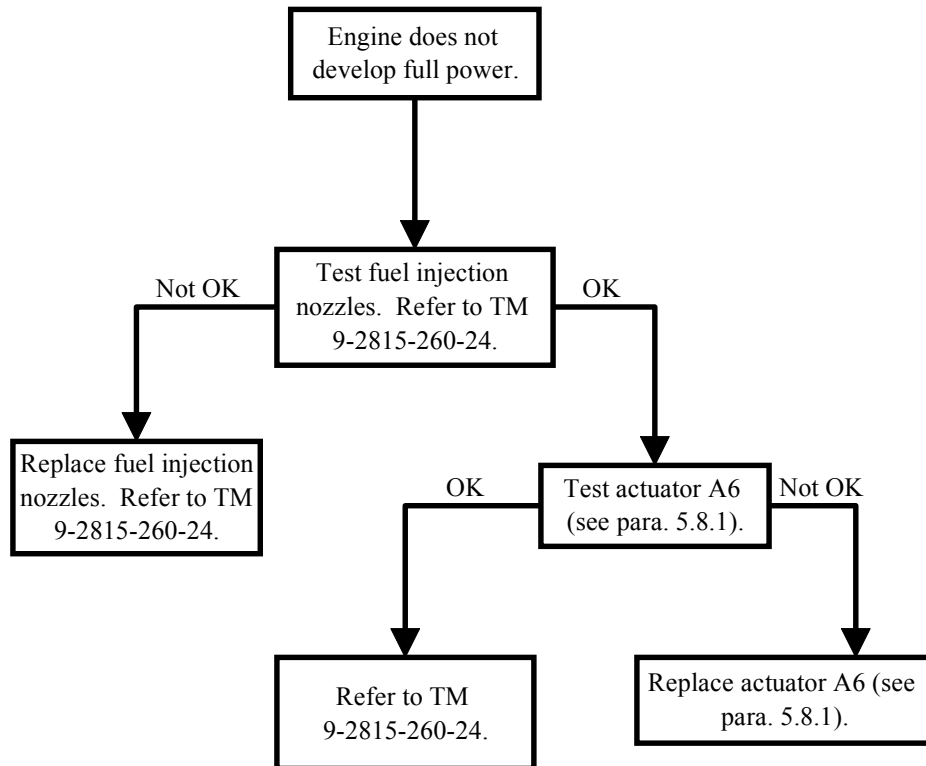 Engine does not
develop full power.
Test fuel injection
nozzles. Refer to TM
9-2815-260-24.
Not OK
OK
Replace fuel injection
nozzles. Refer to TM
9-2815-260-24.
Test actuator A6
(see para. 5.8.1).
OK
Not OK
Refer to TM
9-2815-260-24.
Replace actuator A6 (see
para. 5.8.1).